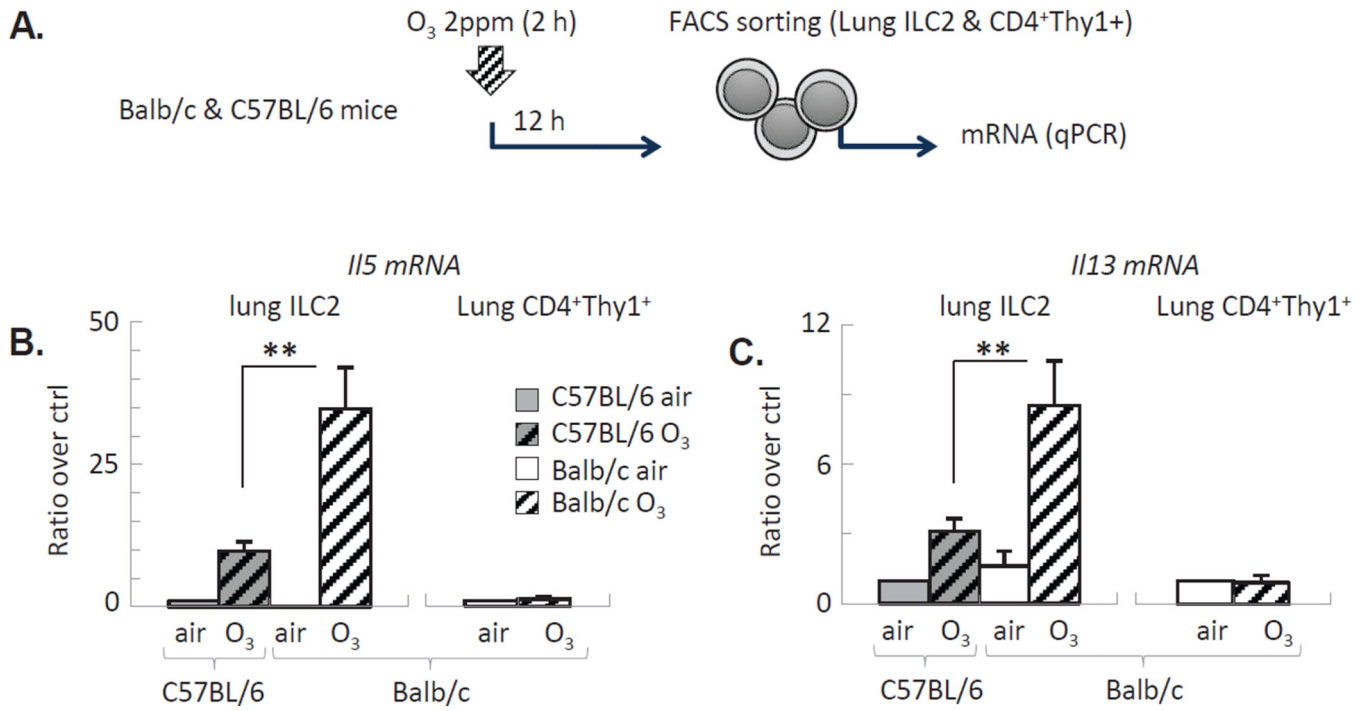 A.
O₃ 2ppm (2 h)
FACS sorting (Lung ILC2 & CD4⁺Thy1+)
Balb/c & C57BL/6 mice
12 h
mRNA (qPCR)
B.
Il5 mRNA
lung ILC2
Lung CD4⁺Thy1⁺
Ratio over ctrl
50
25
0
**
C57BL/6 air
C57BL/6 O₃
Balb/c air
Balb/c O₃
air O₃ air O₃ air O₃
C57BL/6 Balb/c
C.
Il13 mRNA
lung ILC2
Lung CD4⁺Thy1⁺
Ratio over ctrl
12
6
0
**
air O₃ air O₃ air O₃
C57BL/6 Balb/c